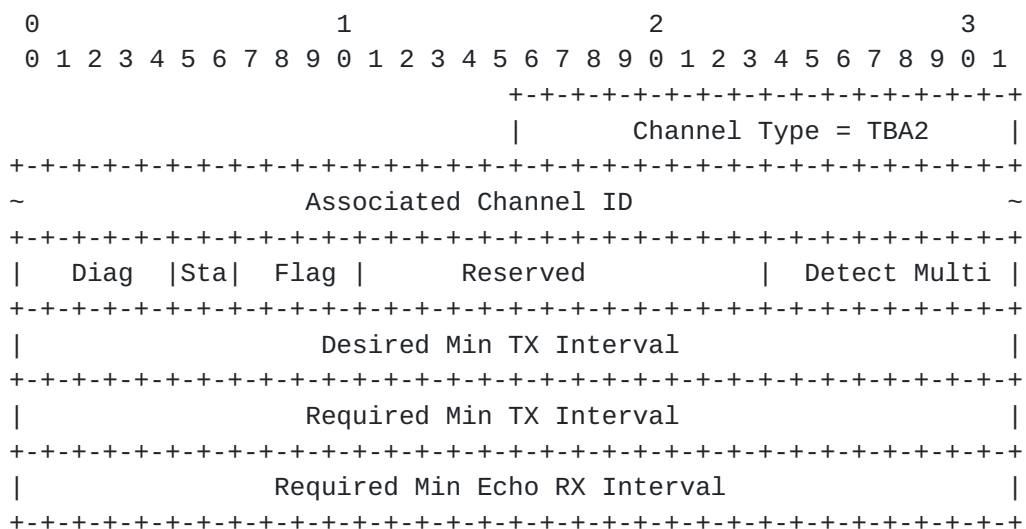 0                   1                   2                   3
 0 1 2 3 4 5 6 7 8 9 0 1 2 3 4 5 6 7 8 9 0 1 2 3 4 5 6 7 8 9 0 1
                                +-+-+-+-+-+-+-+-+-+-+-+-+-+-+-+-+
                                |       Channel Type = TBA2     |
+-+-+-+-+-+-+-+-+-+-+-+-+-+-+-+-+-+-+-+-+-+-+-+-+-+-+-+-+-+-+-+-+
~                  Associated Channel ID                        ~
+-+-+-+-+-+-+-+-+-+-+-+-+-+-+-+-+-+-+-+-+-+-+-+-+-+-+-+-+-+-+-+-+
|   Diag  |Sta|  Flag |      Reserved           |  Detect Multi |
+-+-+-+-+-+-+-+-+-+-+-+-+-+-+-+-+-+-+-+-+-+-+-+-+-+-+-+-+-+-+-+-+
|                   Desired Min TX Interval                     |
+-+-+-+-+-+-+-+-+-+-+-+-+-+-+-+-+-+-+-+-+-+-+-+-+-+-+-+-+-+-+-+-+
|                  Required Min TX Interval                     |
+-+-+-+-+-+-+-+-+-+-+-+-+-+-+-+-+-+-+-+-+-+-+-+-+-+-+-+-+-+-+-+-+
|                Required Min Echo RX Interval                  |
+-+-+-+-+-+-+-+-+-+-+-+-+-+-+-+-+-+-+-+-+-+-+-+-+-+-+-+-+-+-+-+-+